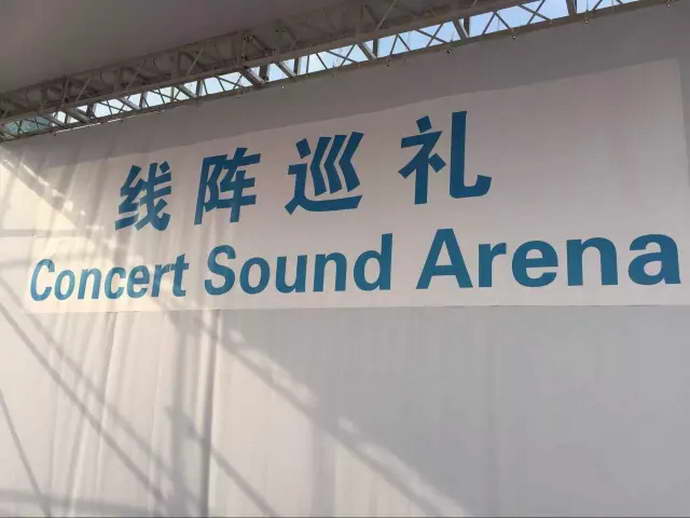 线阵巡礼
Concert Sound Arena